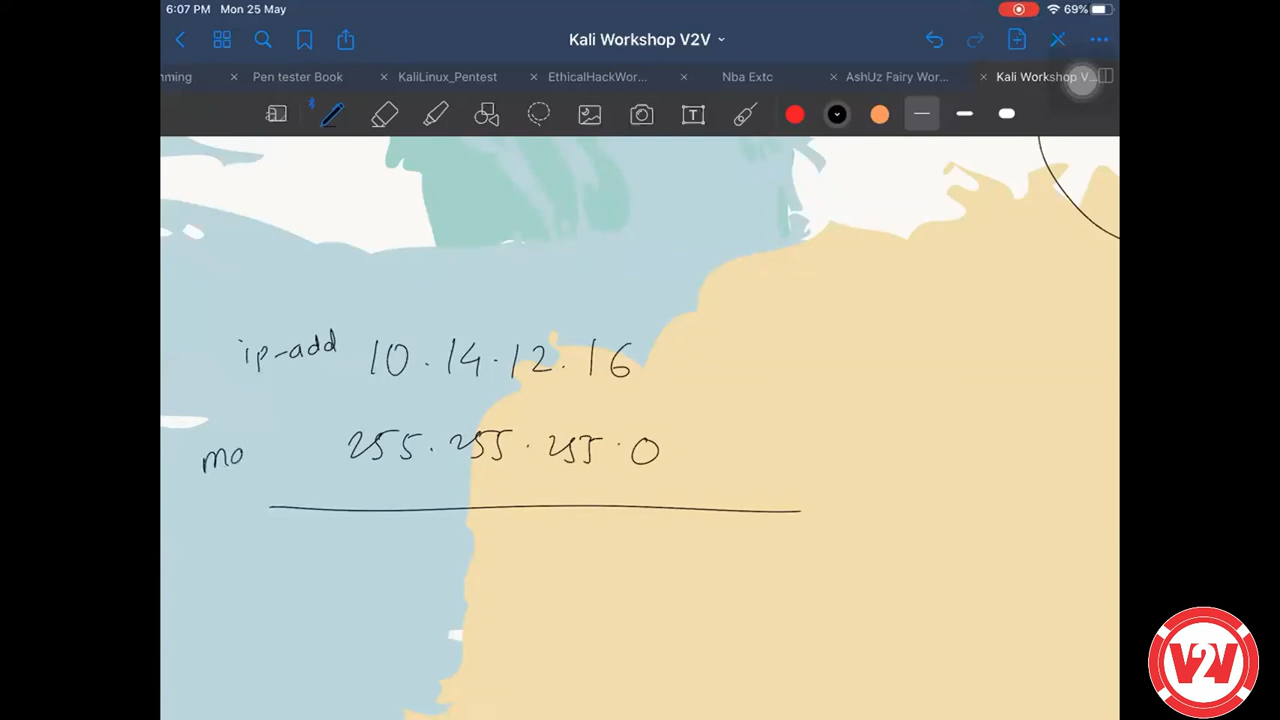 6:07 PM Mon 25 May 69%
Kali Workshop V2V
mming Pen tester Book KaliLinux_Pentest EthicalHackWor... Nba Extc AshUz Fairy Wor... Kali Workshop V...
T
ip-add 10.14.12.16
ma 255.255.255.0
V2V